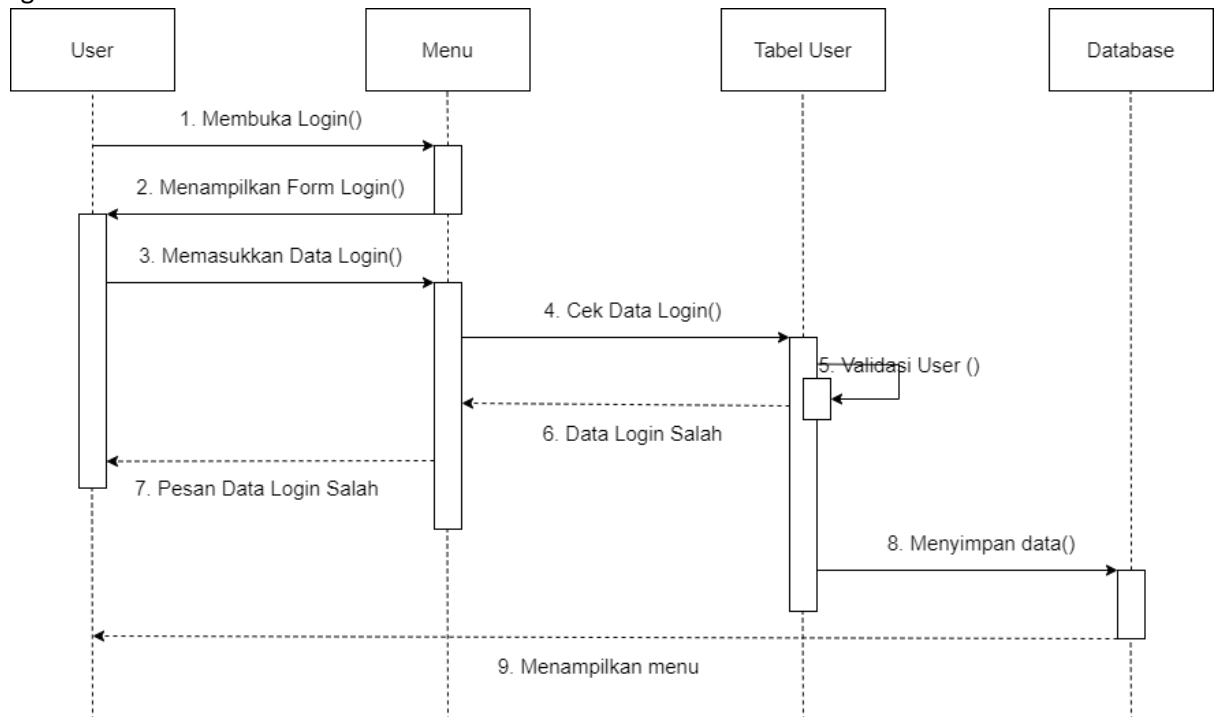 User
Menu
Tabel User
Database
1. Membuka Login()
2. Menampilkan Form Login()
3. Memasukkan Data Login()
4. Cek Data Login()
5. Validasi User ()
6. Data Login Salah
7. Pesan Data Login Salah
8. Menyimpan data()
9. Menampilkan menu